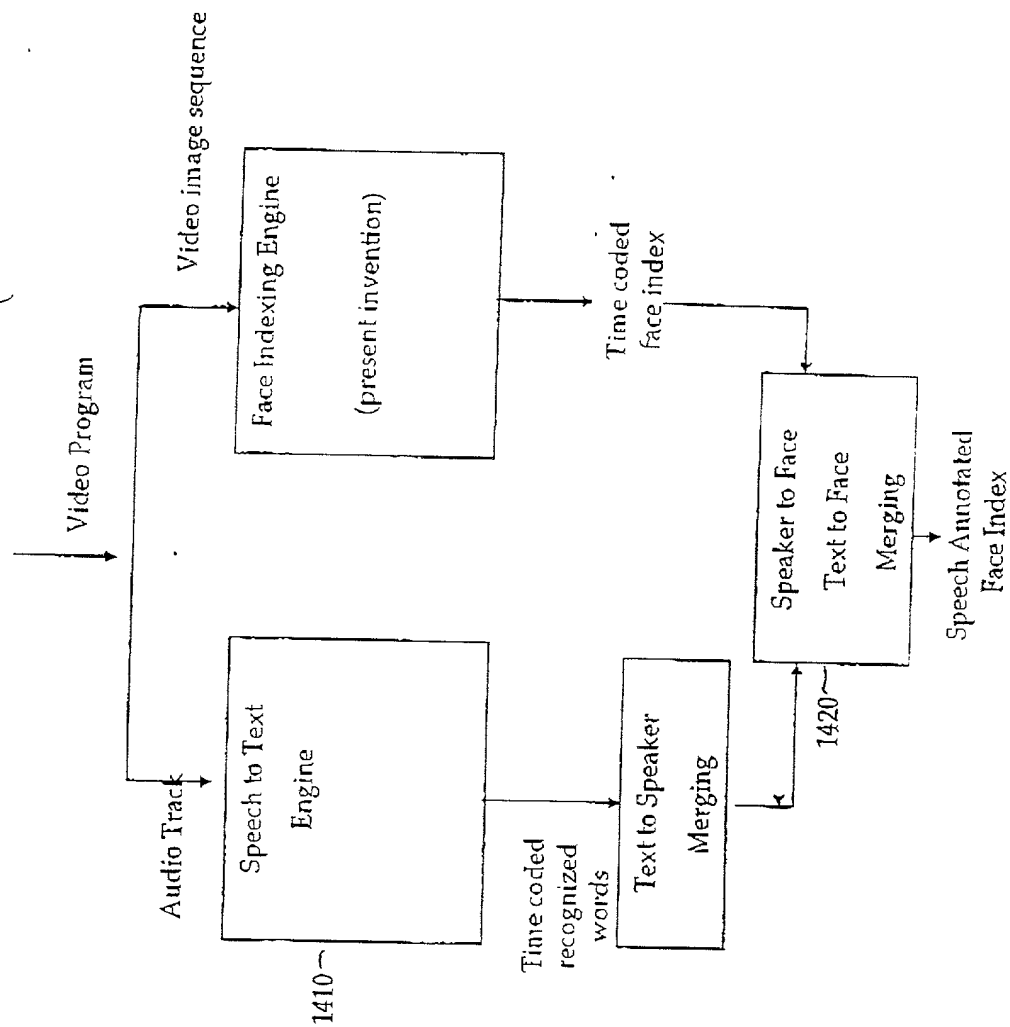 Video Program
Audio Track
Video image sequence
1410
Speech to Text
Engine
Face Indexing Engine
(present invention)
Time coded
recognized
words
Time coded
face index
Text to Speaker
Merging
1420
Speaker to Face
Text to Face
Merging
Speech Annotated
Face Index